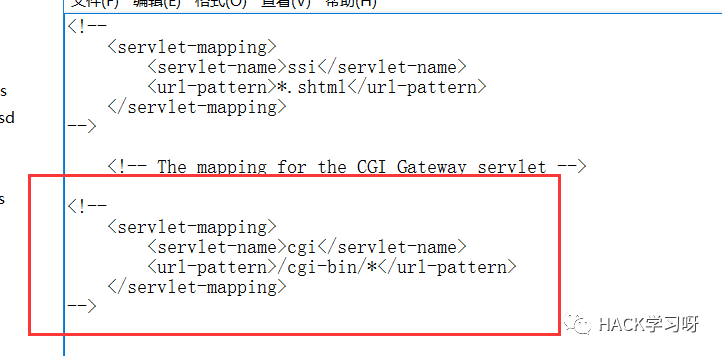 文件(F) 编辑(E) 格式(O) 查看(V) 帮助(H)
<!--
<servlet-mapping>
<servlet-name>ssi</servlet-name>
<url-pattern>*.shtml</url-pattern>
</servlet-mapping>
-->
s
sd
<!-- The mapping for the CGI Gateway servlet -->
s
<!--
<servlet-mapping>
<servlet-name>cgi</servlet-name>
<url-pattern>/cgi-bin/*</url-pattern>
</servlet-mapping>
-->
HACK学习呀